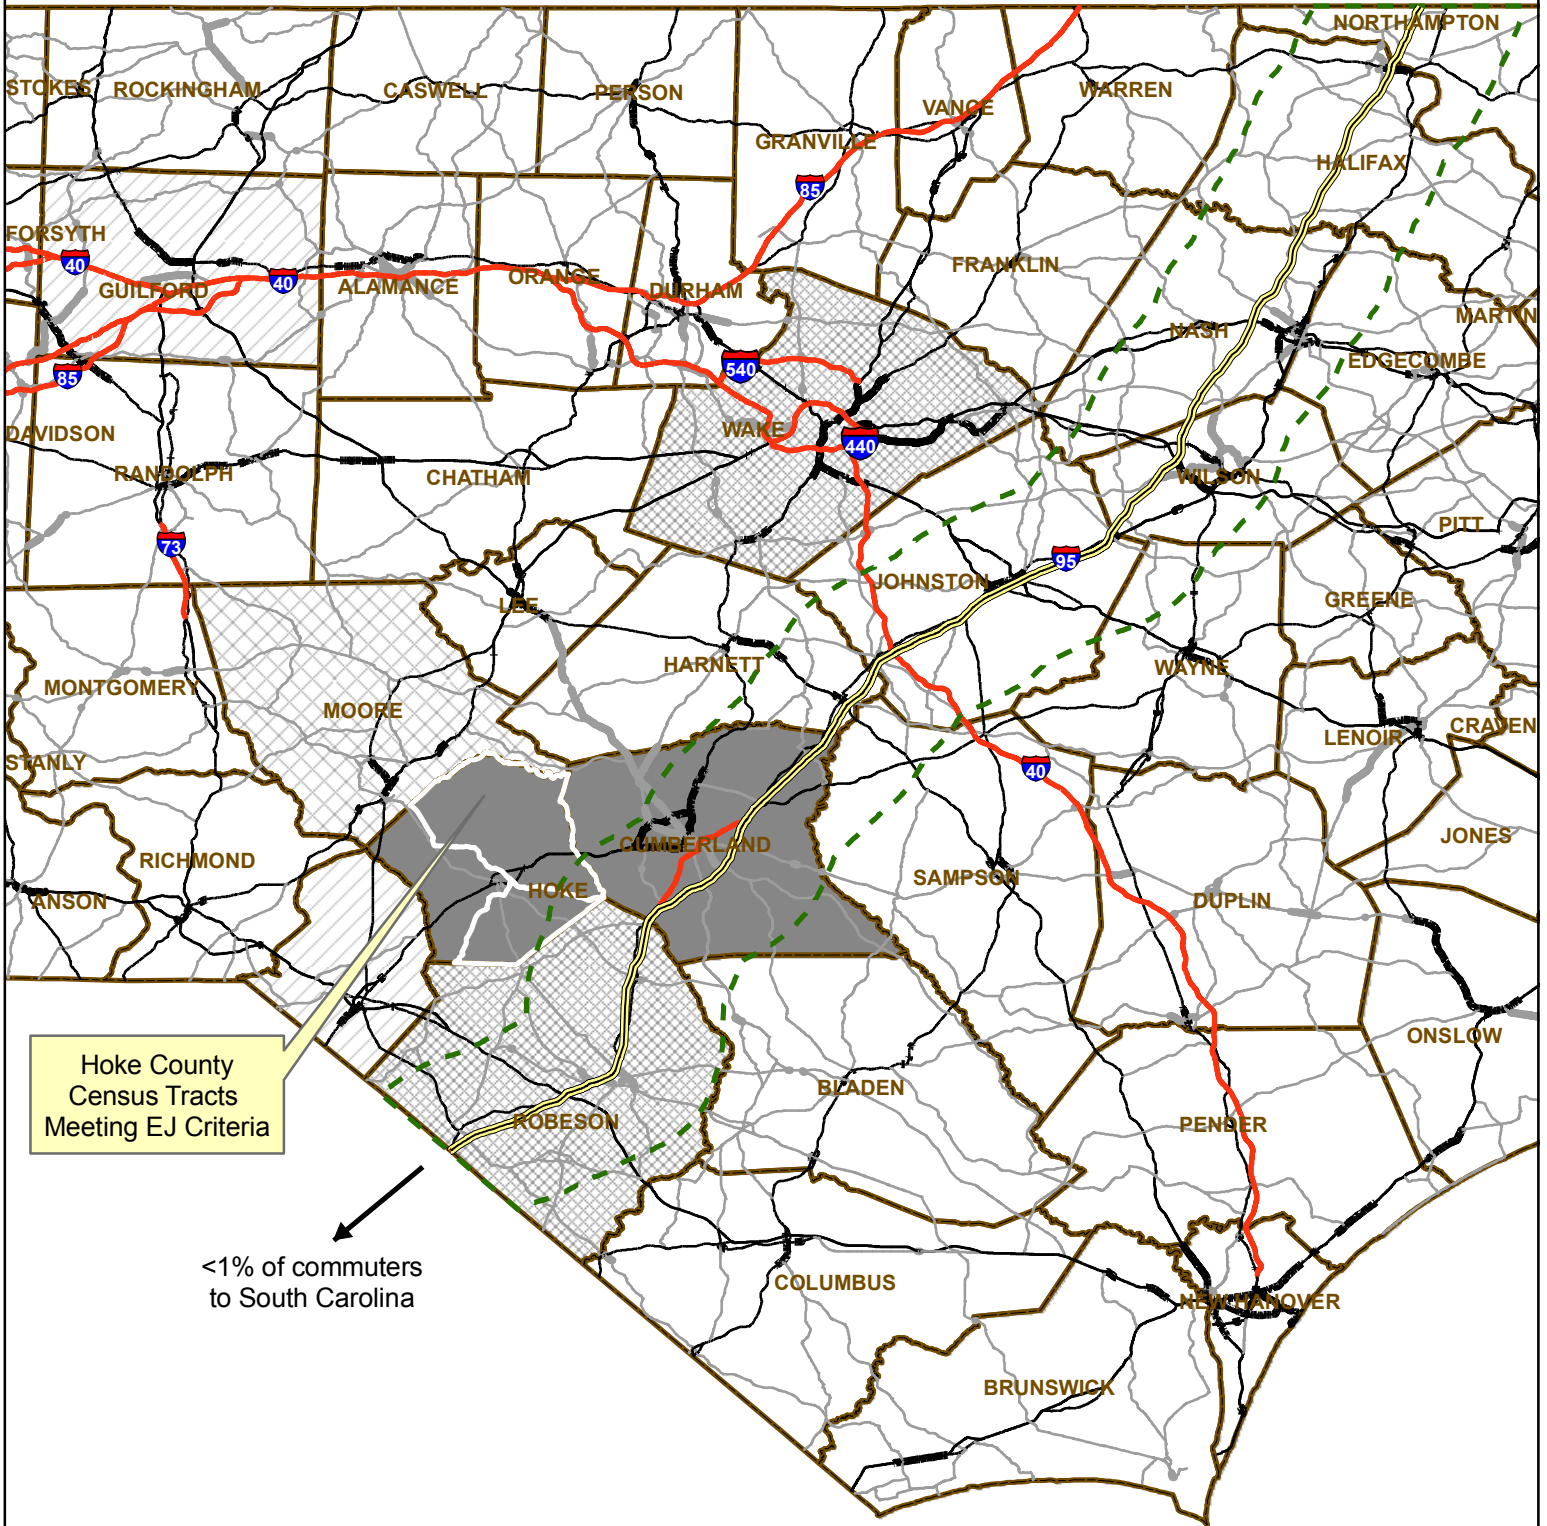 NORTHAMPTON
STOKES
ROCKINGHAM
CASWELL
PERSON
VANCE
WARREN
GRANVILLE
HALIFAX
85
FORSYTH
40
GUILFORD
40
ALAMANCE
ORANGE
DURHAM
FRANKLIN
NASH
MARTIN
EDGECOMBE
85
540
DAVIDSON
WAKE
440
RANDOLPH
CHATHAM
WILSON
PITT
73
95
JOHNSTON
LEE
GREENE
HARNETT
WAYNE
MONTGOMERY
MOORE
CRAVEN
LENOIR
STANLY
40
CUMBERLAND
JONES
RICHMOND
SAMPSON
HOKE
ANSON
DUPLIN
ONSLOW
Hoke County
Census Tracts
Meeting EJ Criteria
BLADEN
ROBESON
PENDER
<1% of commuters
to South Carolina
COLUMBUS
NEW HANOVER
BRUNSWICK